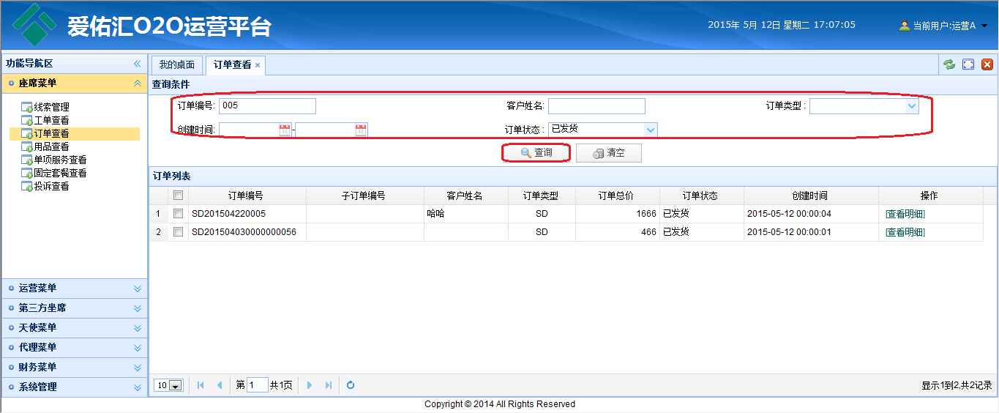 爱佑汇O2O运营平台
2015年 5月 12日 星期二 17:07:05
当前用户:运营A
功能导航区
我的桌面
订单查看
座席菜单
查询条件
线索管理
工单查看
订单查看
用品查看
单项服务查看
固定套餐查看
投诉查看
订单编号: 005
客户姓名:
订单类型 :
创建时间: -
订单状态 : 已发货
查询
清空
订单列表
订单编号 子订单编号 客户姓名 订单类型 订单总价 订单状态 创建时间 操作
1 SD201504220005 哈哈 SD 1666 已发货 2015-05-12 00:00:04 [查看明细]
2 SD201504030000000056 SD 466 已发货 2015-05-12 00:00:01 [查看明细]
运营菜单
第三方坐席
天使菜单
代理菜单
财务菜单
系统管理
10 第 1 共1页
显示1到2,共2记录
Copyright © 2014 All Rights Reserved